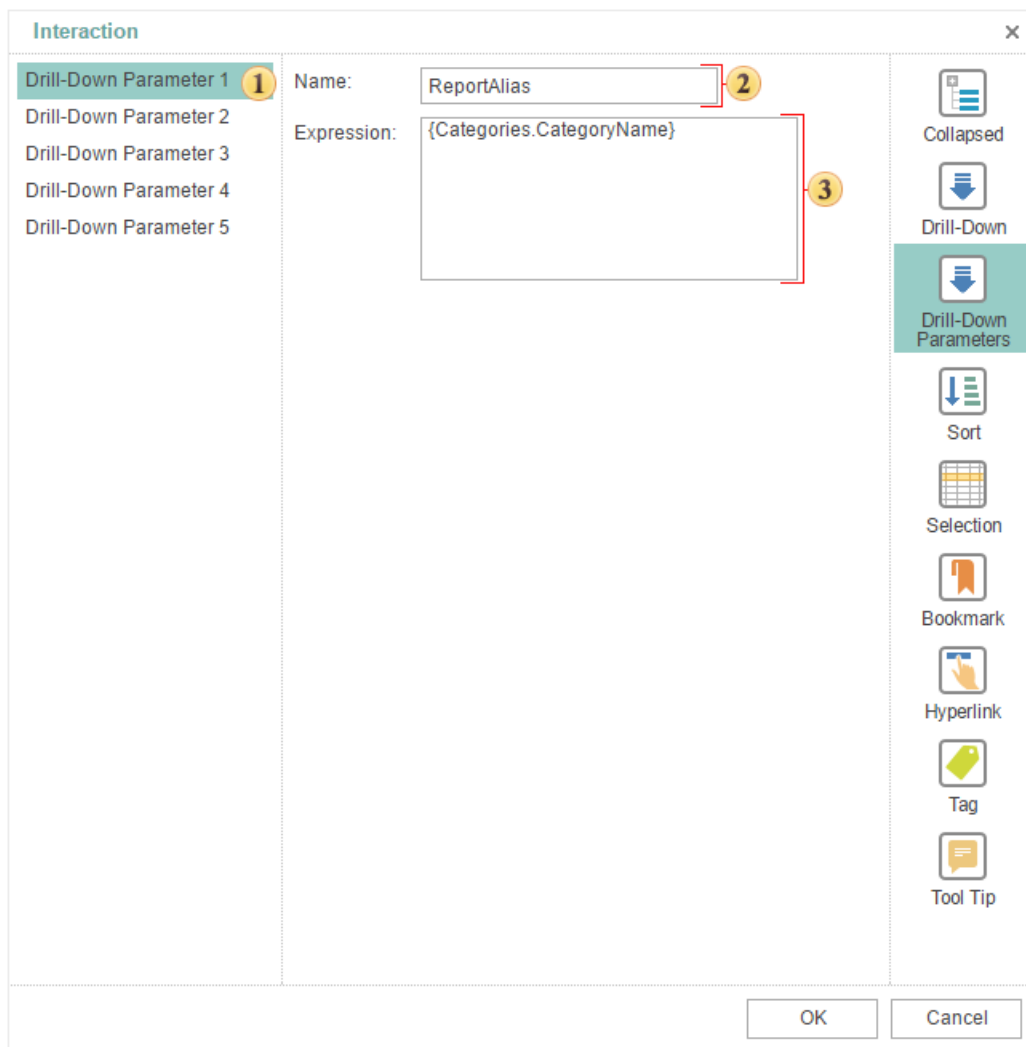 Interaction
×
Drill-Down Parameter 1
1
Drill-Down Parameter 2
Drill-Down Parameter 3
Drill-Down Parameter 4
Drill-Down Parameter 5
Name:
ReportAlias
2
Expression:
{Categories.CategoryName}
3
Collapsed
Drill-Down
Drill-Down
Parameters
Sort
Selection
Bookmark
Hyperlink
Tag
Tool Tip
OK
Cancel